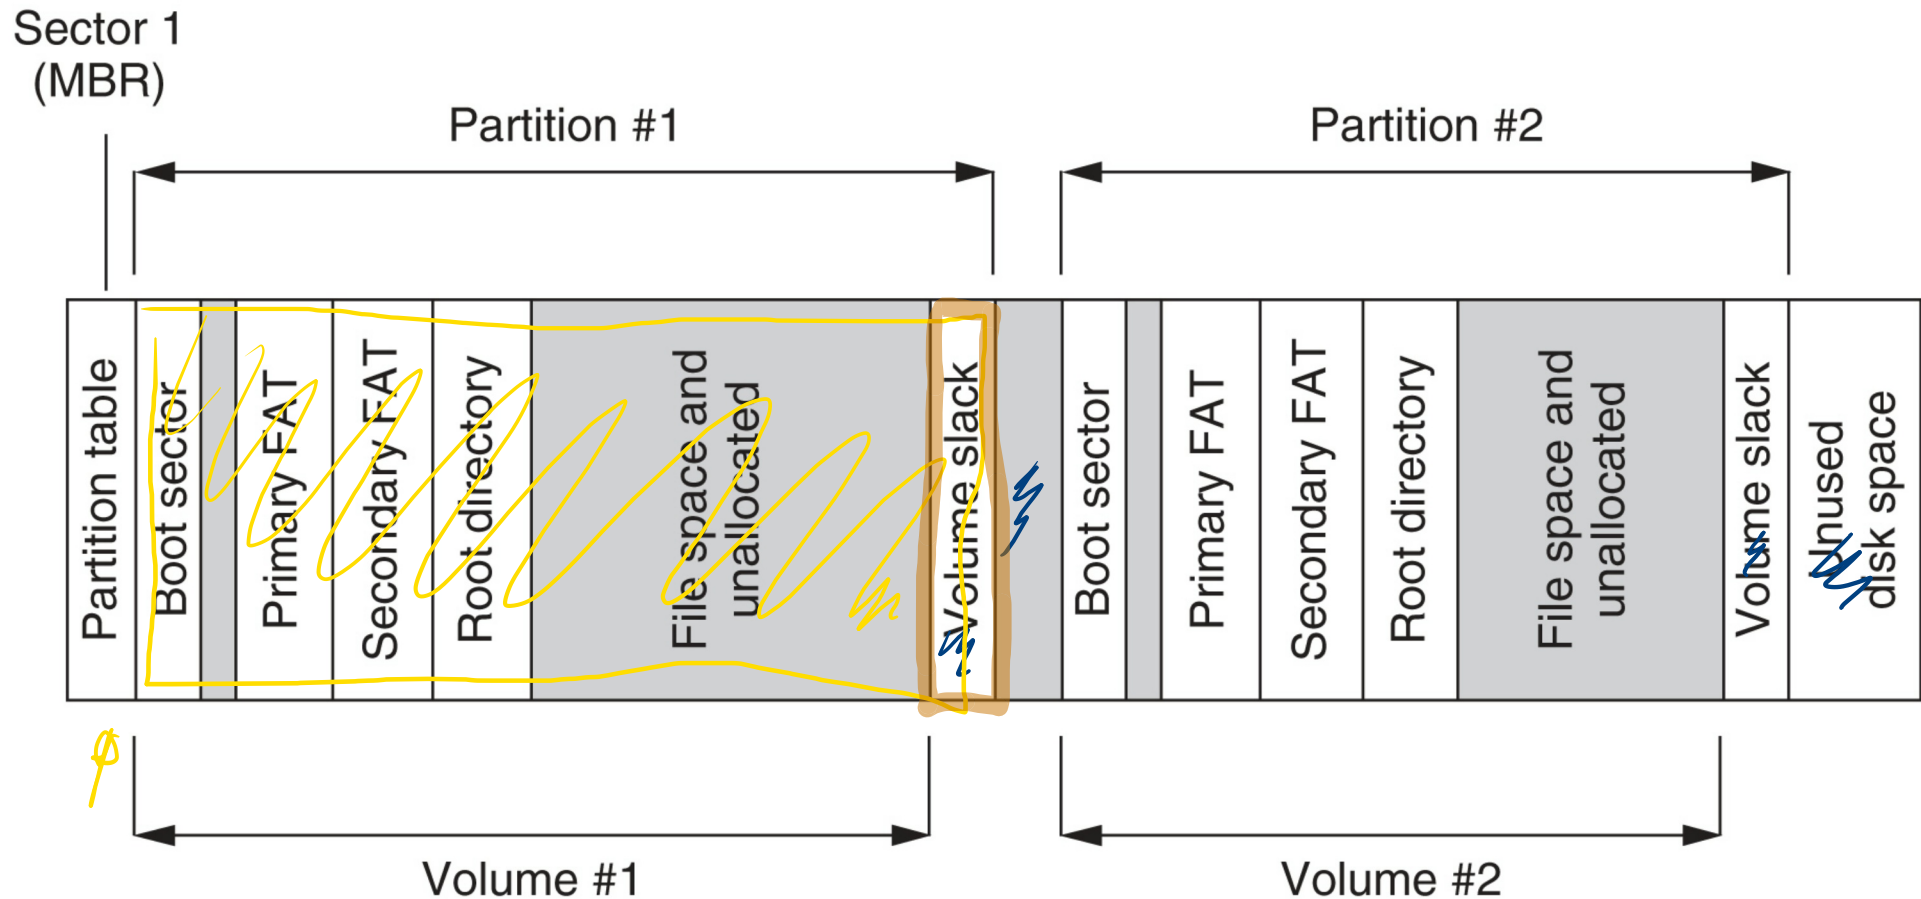 Sector 1
(MBR)
Partition #1
Partition #2
Partition table
Boot sector
Primary FAT
Secondary FAT
Root directory
File space and
unallocated
Volume slack
Boot sector
Primary FAT
Secondary FAT
Root directory
File space and
unallocated
Volume slack
Unused
disk space
Volume #1
Volume #2